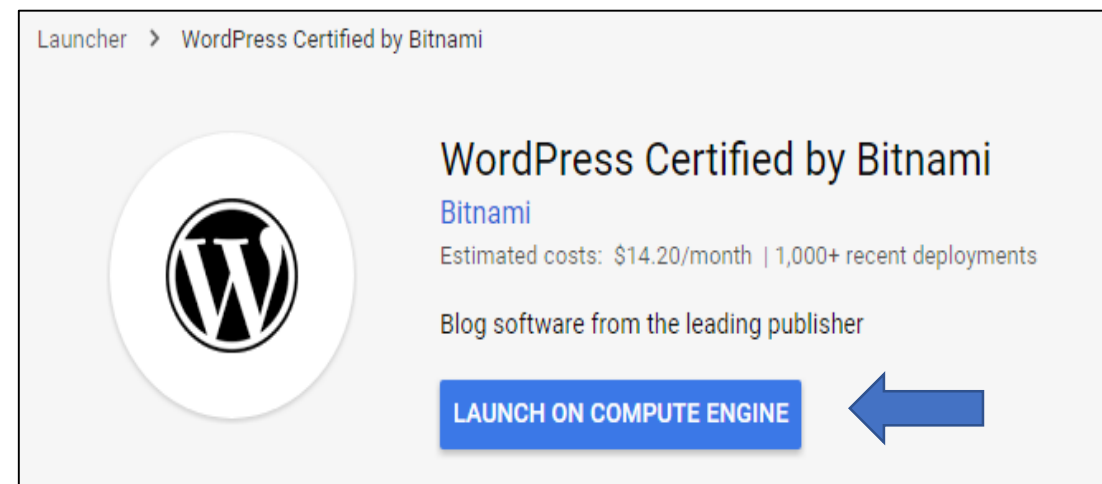 Launcher > WordPress Certified by Bitnami
WordPress Certified by Bitnami
Bitnami
Estimated costs: $14.20/month | 1,000+ recent deployments
Blog software from the leading publisher
LAUNCH ON COMPUTE ENGINE